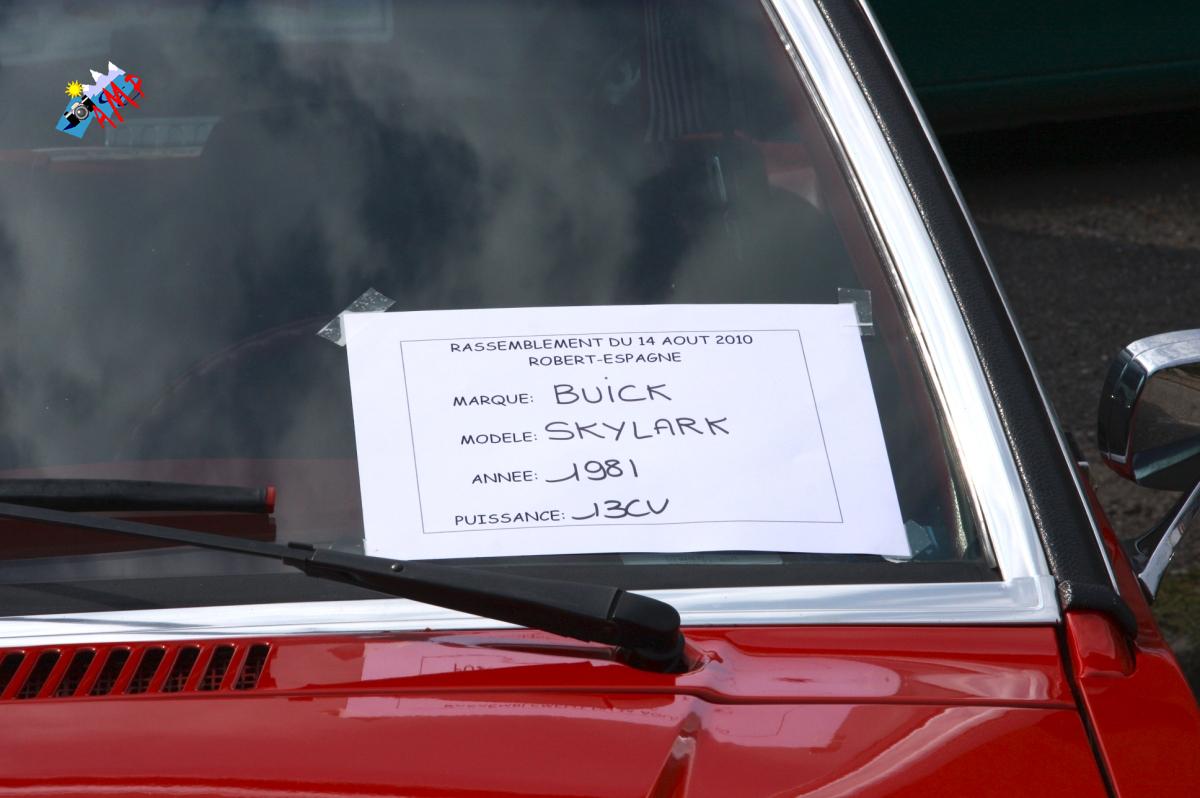 RASSEMBLEMENT DU 14 AOUT 2010
ROBERT-ESPAGNE
MARQUE: BUICK
MODELE: SKYLARK
ANNEE: 1981
PUISSANCE: 13CV